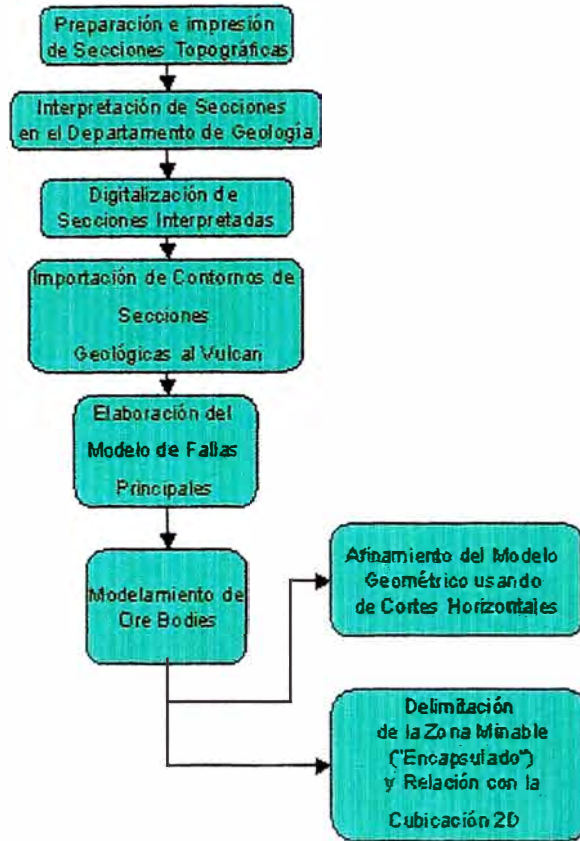 Preparación e impresión
de Secciones Topográficas
Interpretación de Secciones
en el Departamento de Geología
Digitalización de
Secciones Interpretadas
Importación de Contornos de
Secciones
Geológicas al Vulcan
Elaboración del
Modelo de Fallas
Principales
Modelamiento de
Ore Bodies
Afinamiento del Modelo
Geométrico usando
de Cortes Horizontales
Delimitación
de la Zona Minable
("Encapsulado")
y Relación con la
Cubicación 2D